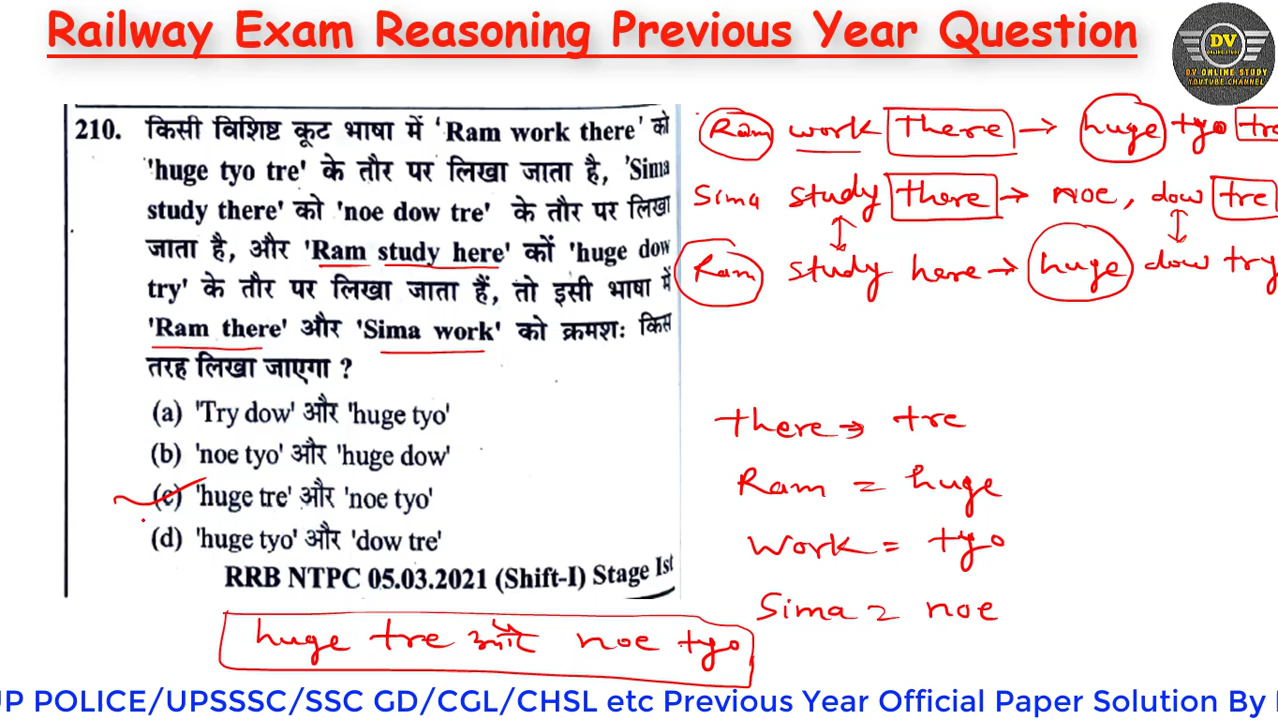 Railway Exam Reasoning Previous Year Question
DV
DV ONLINE STUDY
YOUTUBE CHANNEL
210. किसी विशिष्ट कूट भाषा में 'Ram work there' को
'huge tyo tre' के तौर पर लिखा जाता है, 'Sima
study there' को 'noe dow tre' के तौर पर लिखा
जाता है, और 'Ram study here' कों 'huge dow
try' के तौर पर लिखा जाता हैं, तो इसी भाषा में
'Ram there' और 'Sima work' को क्रमशः किस
तरह लिखा जाएगा ?
(a) 'Try dow' और 'huge tyo'
(b) 'noe tyo' और 'huge dow'
(c) 'huge tre' और 'noe tyo'
(d) 'huge tyo' और 'dow tre'
RRB NTPC 05.03.2021 (Shift-I) Stage Ist
Ram work there → huge tyo tre
Sima study there → noe, dow tre
Ram study here → huge dow try
there → tre
Ram = huge
work = tyo
Sima = noe
huge tre और noe tyo
UP POLICE/UPSSSC/SSC GD/CGL/CHSL etc Previous Year Official Paper Solution By